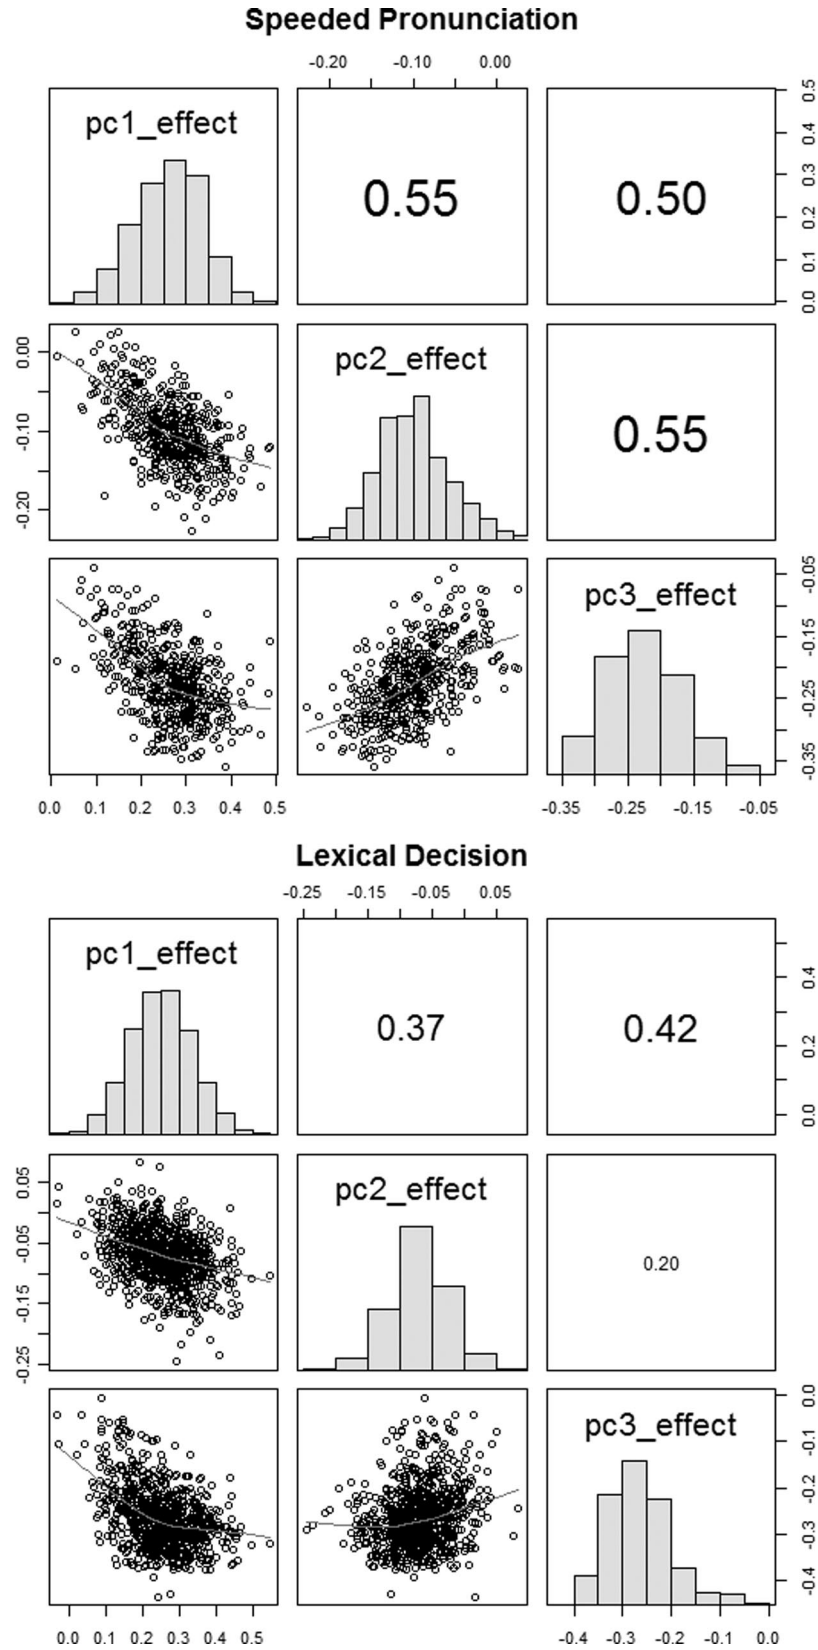 Speeded Pronunciation
-0.20 -0.10 0.00
pc1_effect
0.55
0.50
0.0 0.1 0.2 0.3 0.4 0.5
-0.20 -0.10 0.00
pc2_effect
0.55
pc3_effect
-0.35 -0.25 -0.15 -0.05
0.0 0.1 0.2 0.3 0.4 0.5
-0.35 -0.25 -0.15 -0.05
Lexical Decision
-0.25 -0.15 -0.05 0.05
pc1_effect
0.37
0.42
0.0 0.2 0.4
-0.25 -0.15 -0.05 0.05
pc2_effect
0.20
pc3_effect
-0.4 -0.3 -0.2 -0.1 0.0
0.0 0.1 0.2 0.3 0.4 0.5
-0.4 -0.3 -0.2 -0.1 0.0